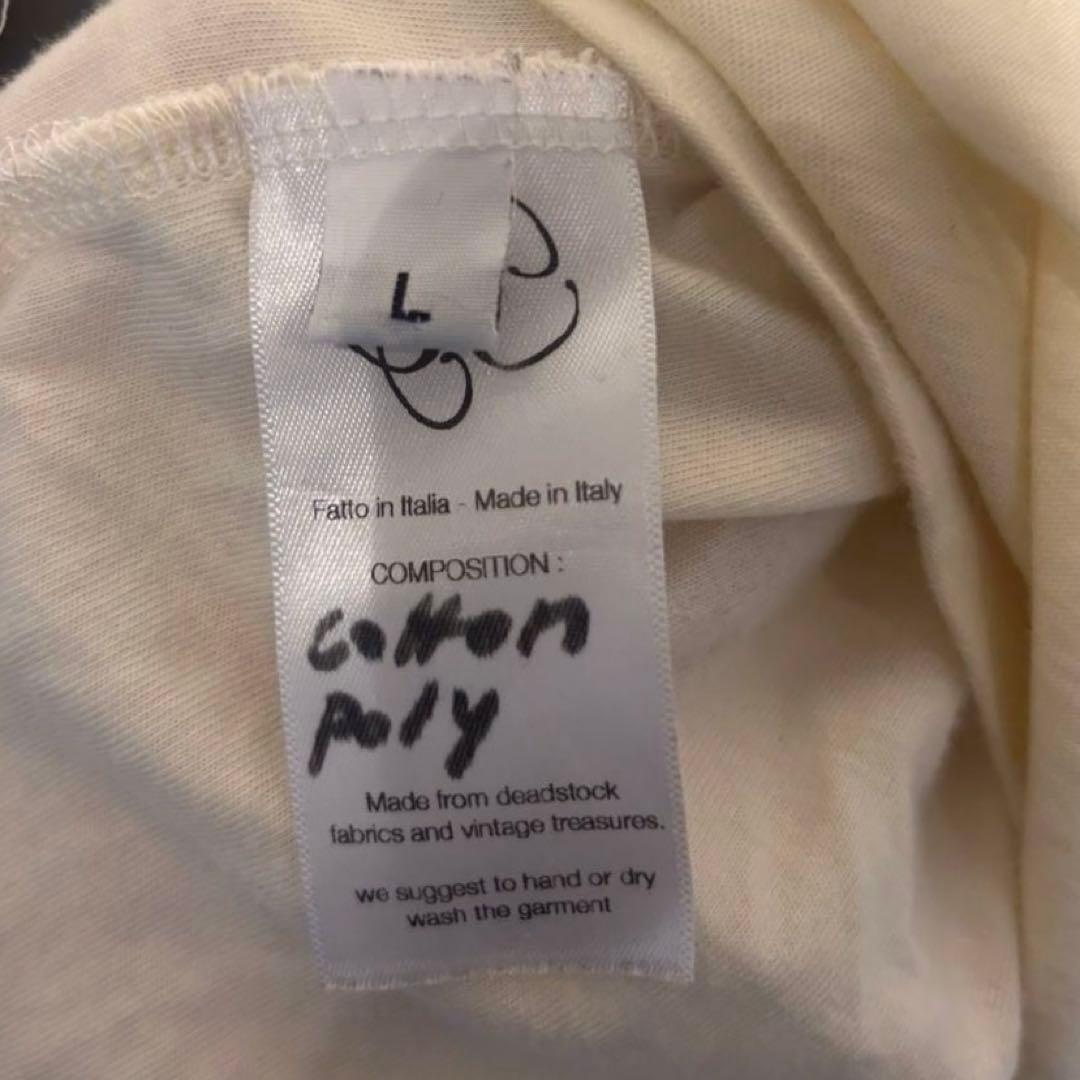 L
Fatto in Italia - Made in Italy
COMPOSITION :
cotton
poly
Made from deadstock
fabrics and vintage treasures.
we suggest to hand or dry
wash the garment